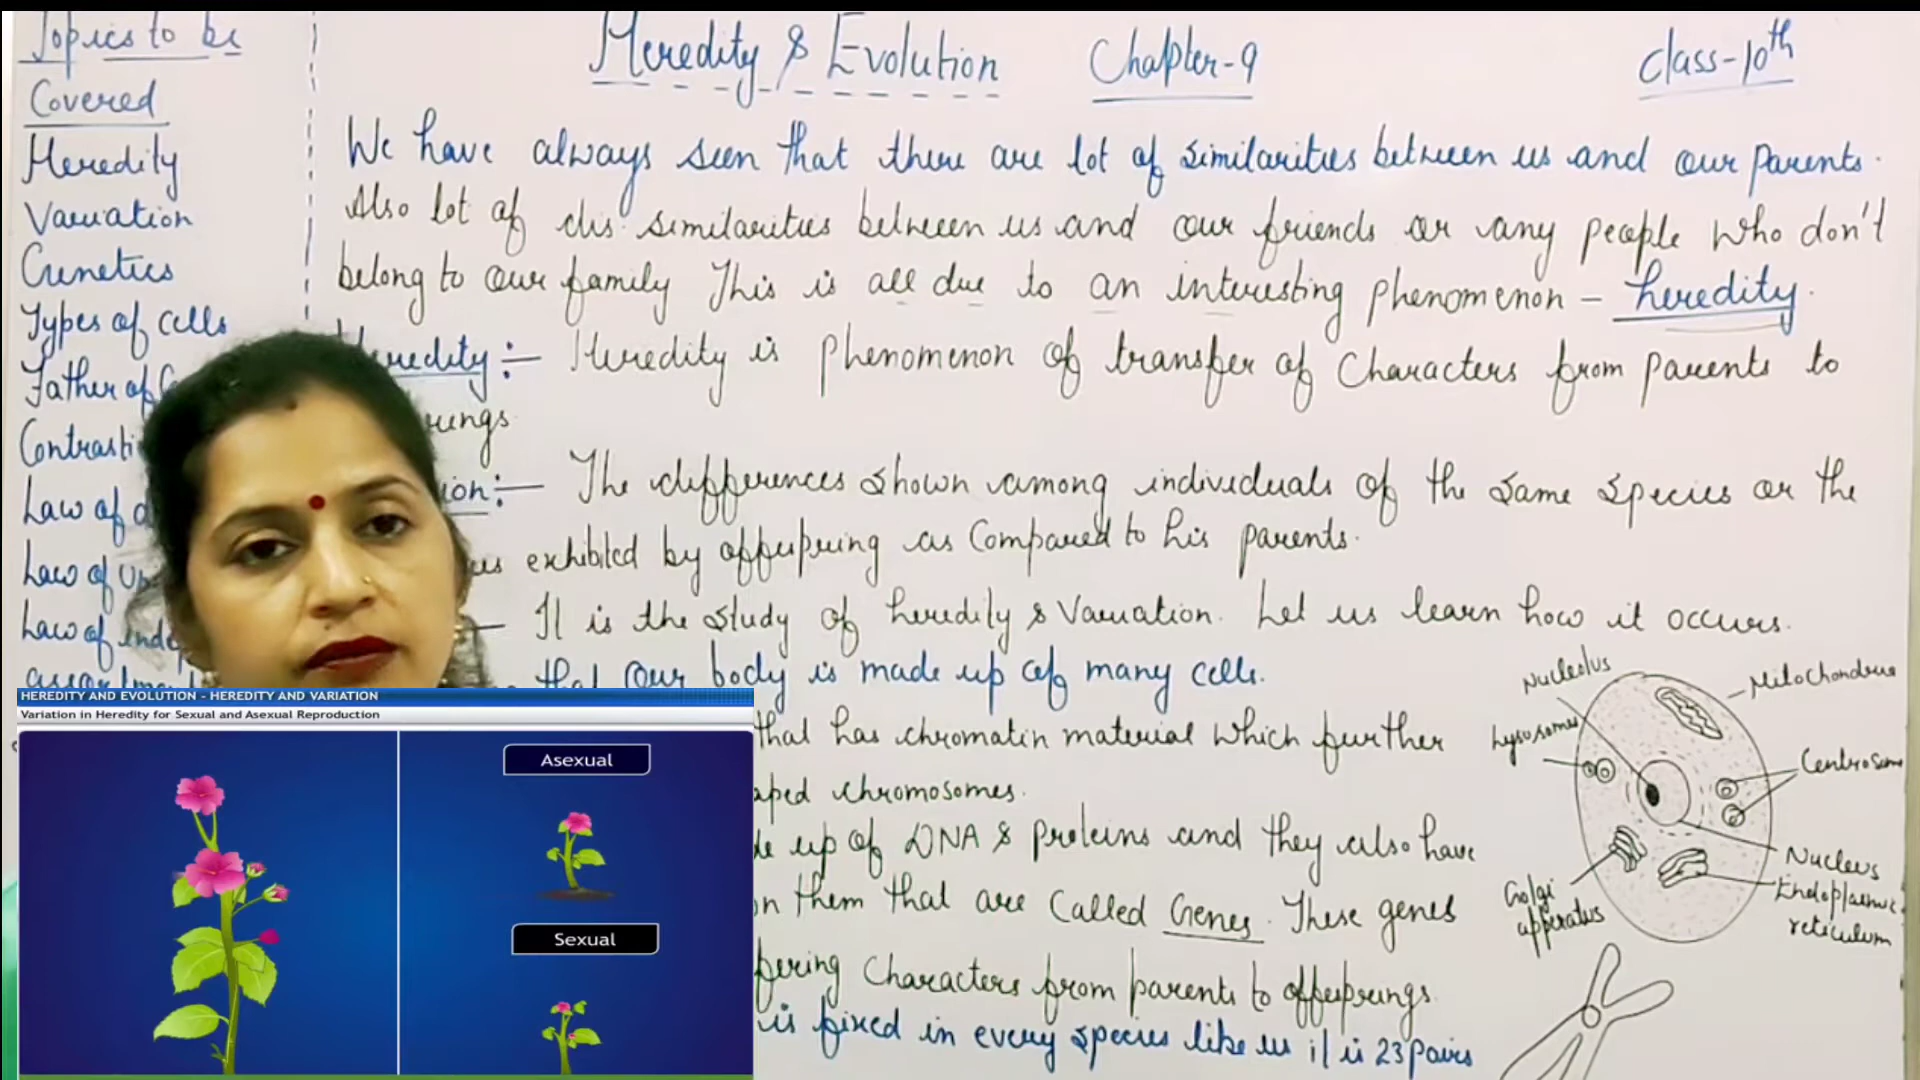 Topics to be
Covered
Heredity
Variation
Genetics
Types of cells
Father of
Contrasti
Law of
Law of
Law of inde
Heredity & Evolution Chapter-9 class-10th
We have always seen that there are lot of similarities between us and our parents.
Also lot of dis similarities between us and our friends or any people who don't
belong to our family This is all due to an interesting phenomenon - heredity.
Heredity :- Heredity is phenomenon of transfer of Characters from parents to
rungs
ion :- The differences shown among individuals of the same species or the
exhibited by offspring as Compared to his parents.
- It is the study of heredity & Variation. Let us learn how it occurs.
that our body is made up of many cells.
that has chromatin material which further
aped chromosomes.
de up of DNA & proteins and they also have
on them that are Called Genes. These genes
fering Characters from parents to offsprings.
is fixed in every species like us it is 23 pairs
Nucleolus
Mitochondria
Lysosomes
Centrosome
Nucleus
Golgi
apparatus
Endoplasmic
reticulum
HEREDITY AND EVOLUTION - HEREDITY AND VARIATION
Variation in Heredity for Sexual and Asexual Reproduction
Asexual
Sexual